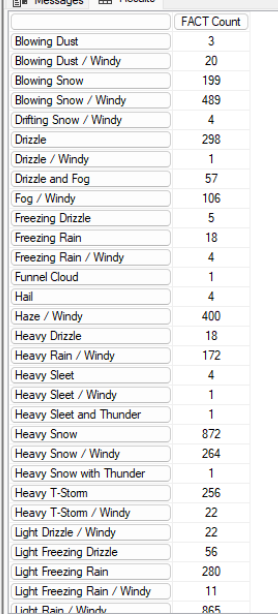 Messages Results
FACT Count
Blowing Dust 3
Blowing Dust / Windy 20
Blowing Snow 199
Blowing Snow / Windy 489
Drifting Snow / Windy 4
Drizzle 298
Drizzle / Windy 1
Drizzle and Fog 57
Fog / Windy 106
Freezing Drizzle 5
Freezing Rain 18
Freezing Rain / Windy 4
Funnel Cloud 1
Hail 4
Haze / Windy 400
Heavy Drizzle 18
Heavy Rain / Windy 172
Heavy Sleet 4
Heavy Sleet / Windy 1
Heavy Sleet and Thunder 1
Heavy Snow 872
Heavy Snow / Windy 264
Heavy Snow with Thunder 1
Heavy T-Storm 256
Heavy T-Storm / Windy 22
Light Drizzle / Windy 22
Light Freezing Drizzle 56
Light Freezing Rain 280
Light Freezing Rain / Windy 11
Light Rain / Windy 865